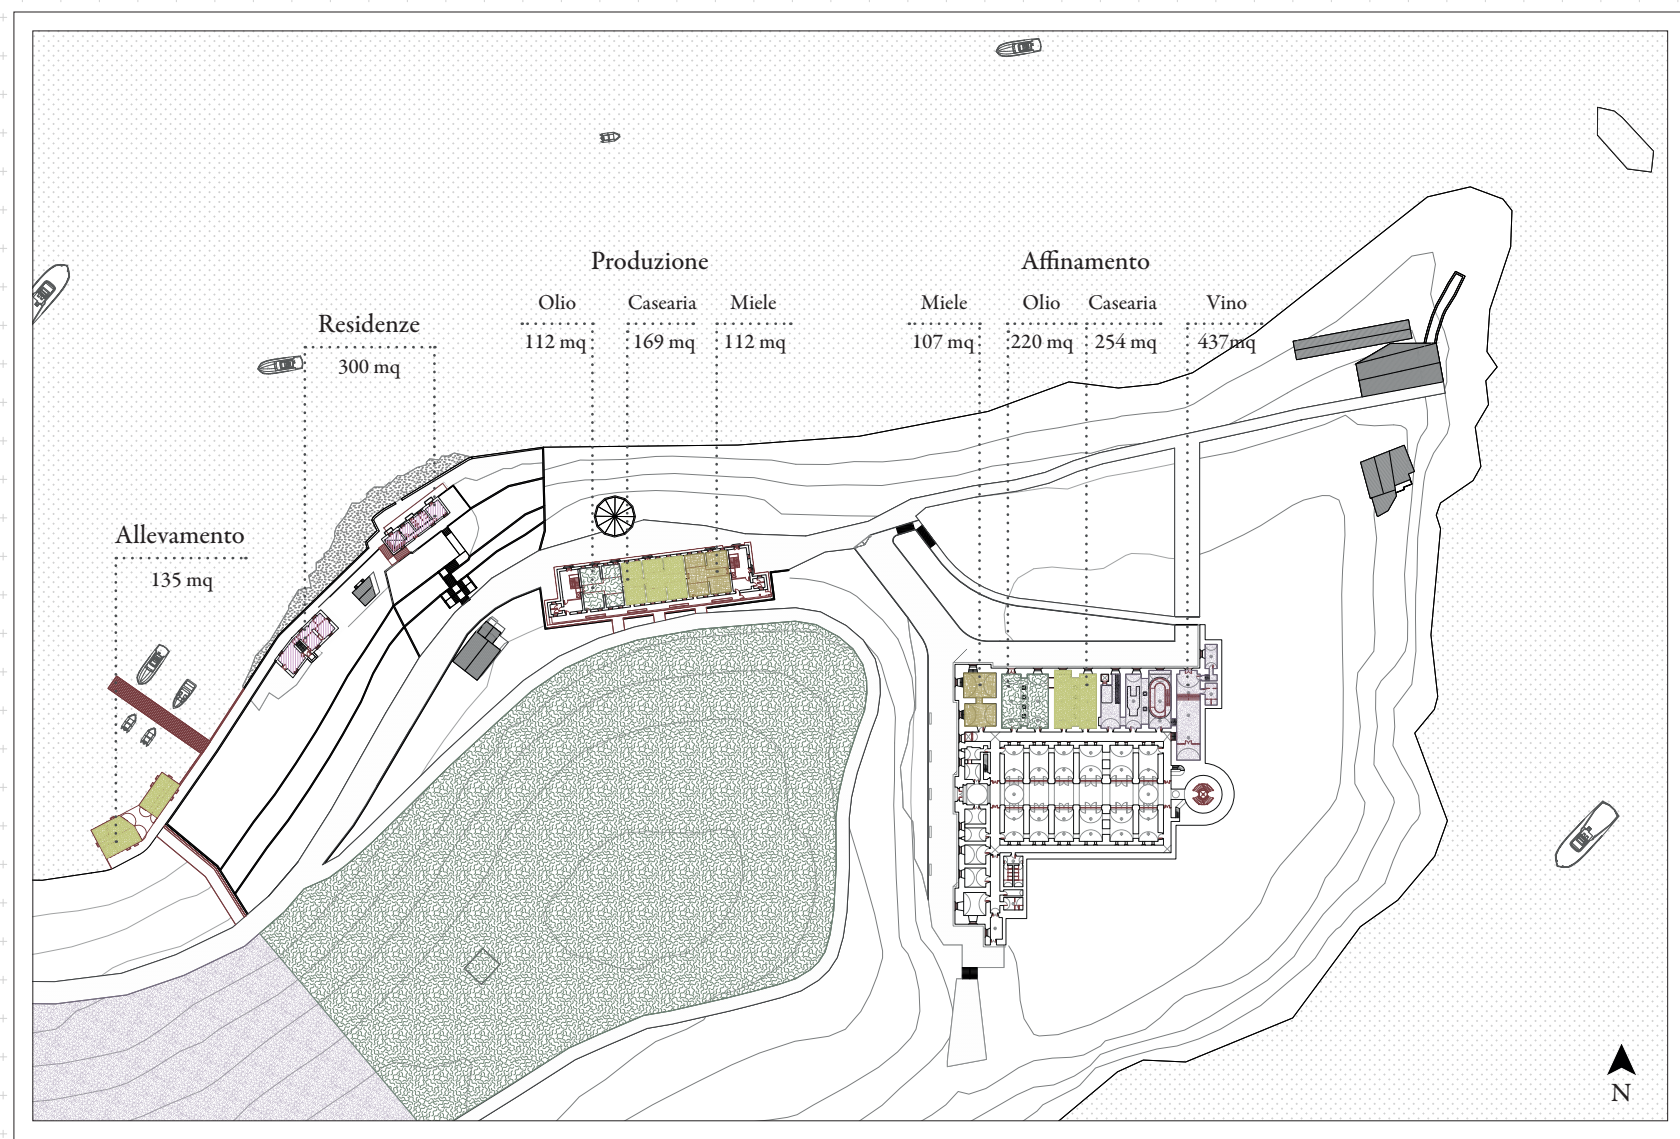 Produzione
Affinamento
Olio
Casearia
Miele
Miele
Olio
Casearia
Vino
Residenze
112 mq
169 mq
112 mq
107 mq
220 mq
254 mq
437mq
300 mq
Allevamento
135 mq
N